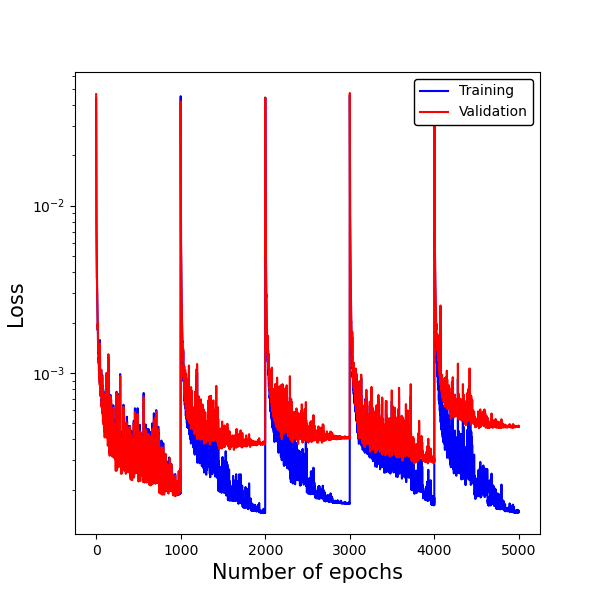 Training
Validation
Loss
10⁻²
10⁻³
0 1000 2000 3000 4000 5000
Number of epochs